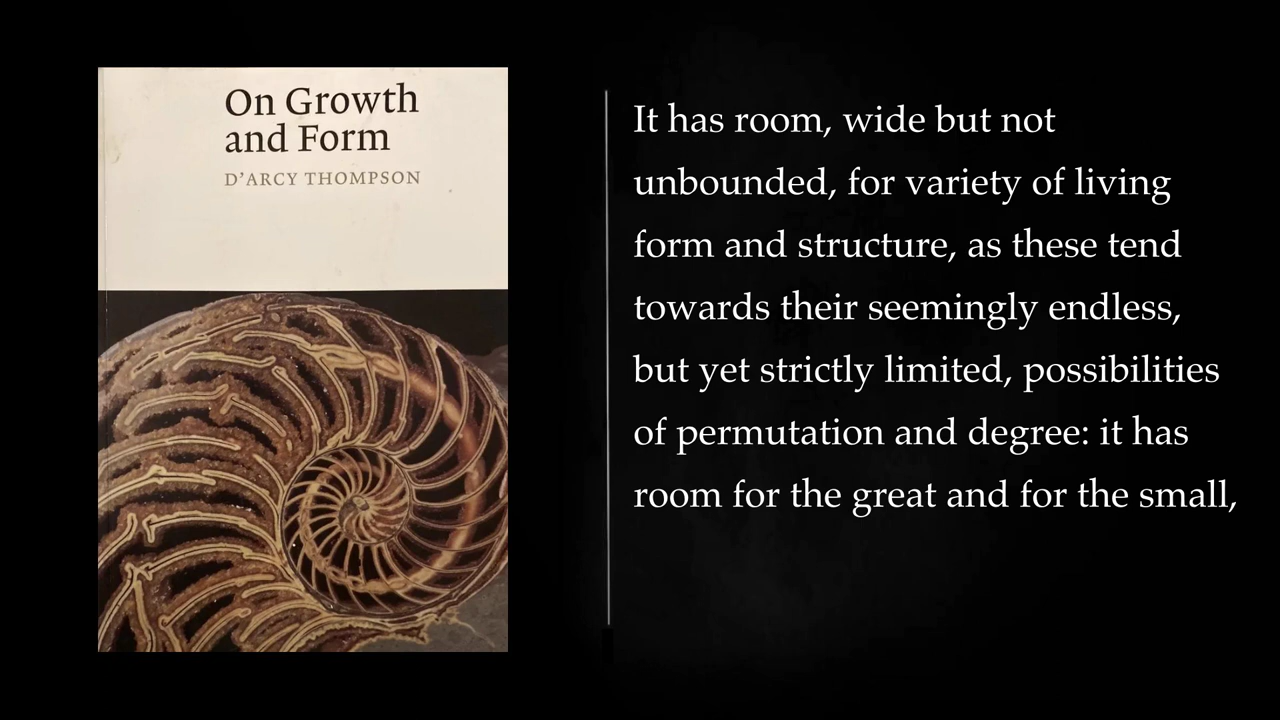 On Growth
and Form
D'ARCY THOMPSON
It has room, wide but not
unbounded, for variety of living
form and structure, as these tend
towards their seemingly endless,
but yet strictly limited, possibilities
of permutation and degree: it has
room for the great and for the small,